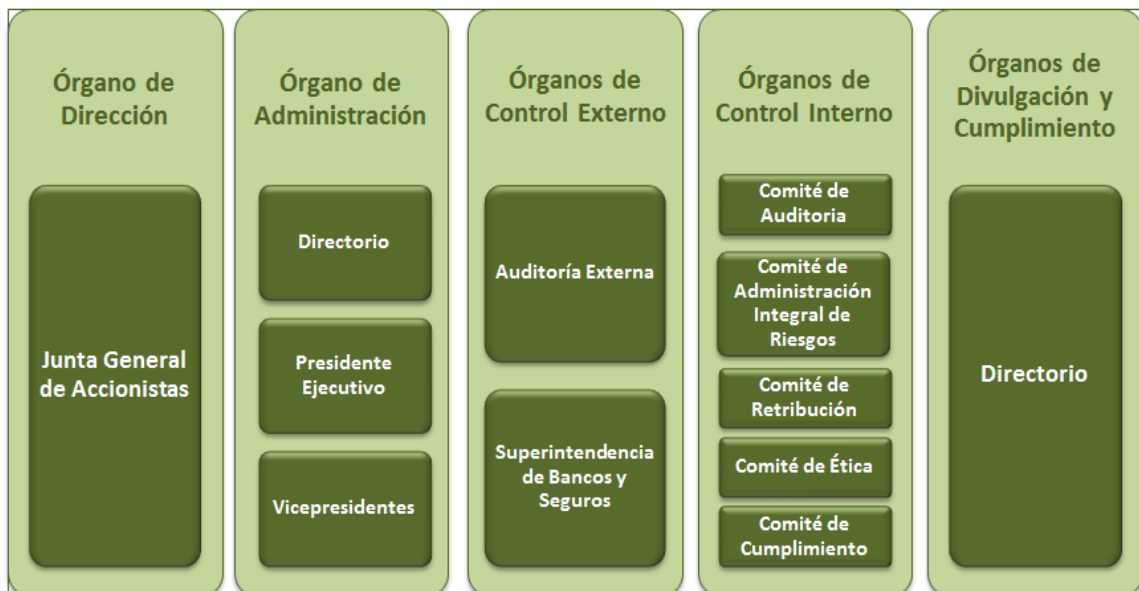 Órgano de
Dirección
Junta General
de Accionistas
Órgano de
Administración
Directorio
Presidente
Ejecutivo
Vicepresidentes
Órganos de
Control Externo
Auditoría Externa
Superintendencia
de Bancos y
Seguros
Órganos de
Control Interno
Comité de
Auditoria
Comité de
Administración
Integral de
Riesgos
Comité de
Retribución
Comité de Ética
Comité de
Cumplimiento
Órganos de
Divulgación y
Cumplimiento
Directorio